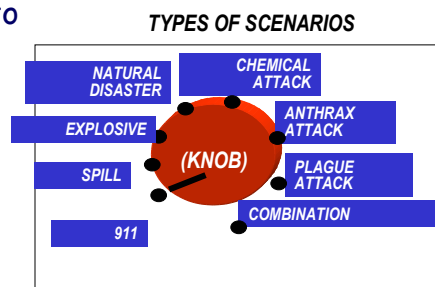 TYPES OF SCENARIOS
NATURAL
DISASTER
CHEMICAL
ATTACK
EXPLOSIVE
ANTHRAX
ATTACK
(KNOB)
SPILL
PLAGUE
ATTACK
COMBINATION
911